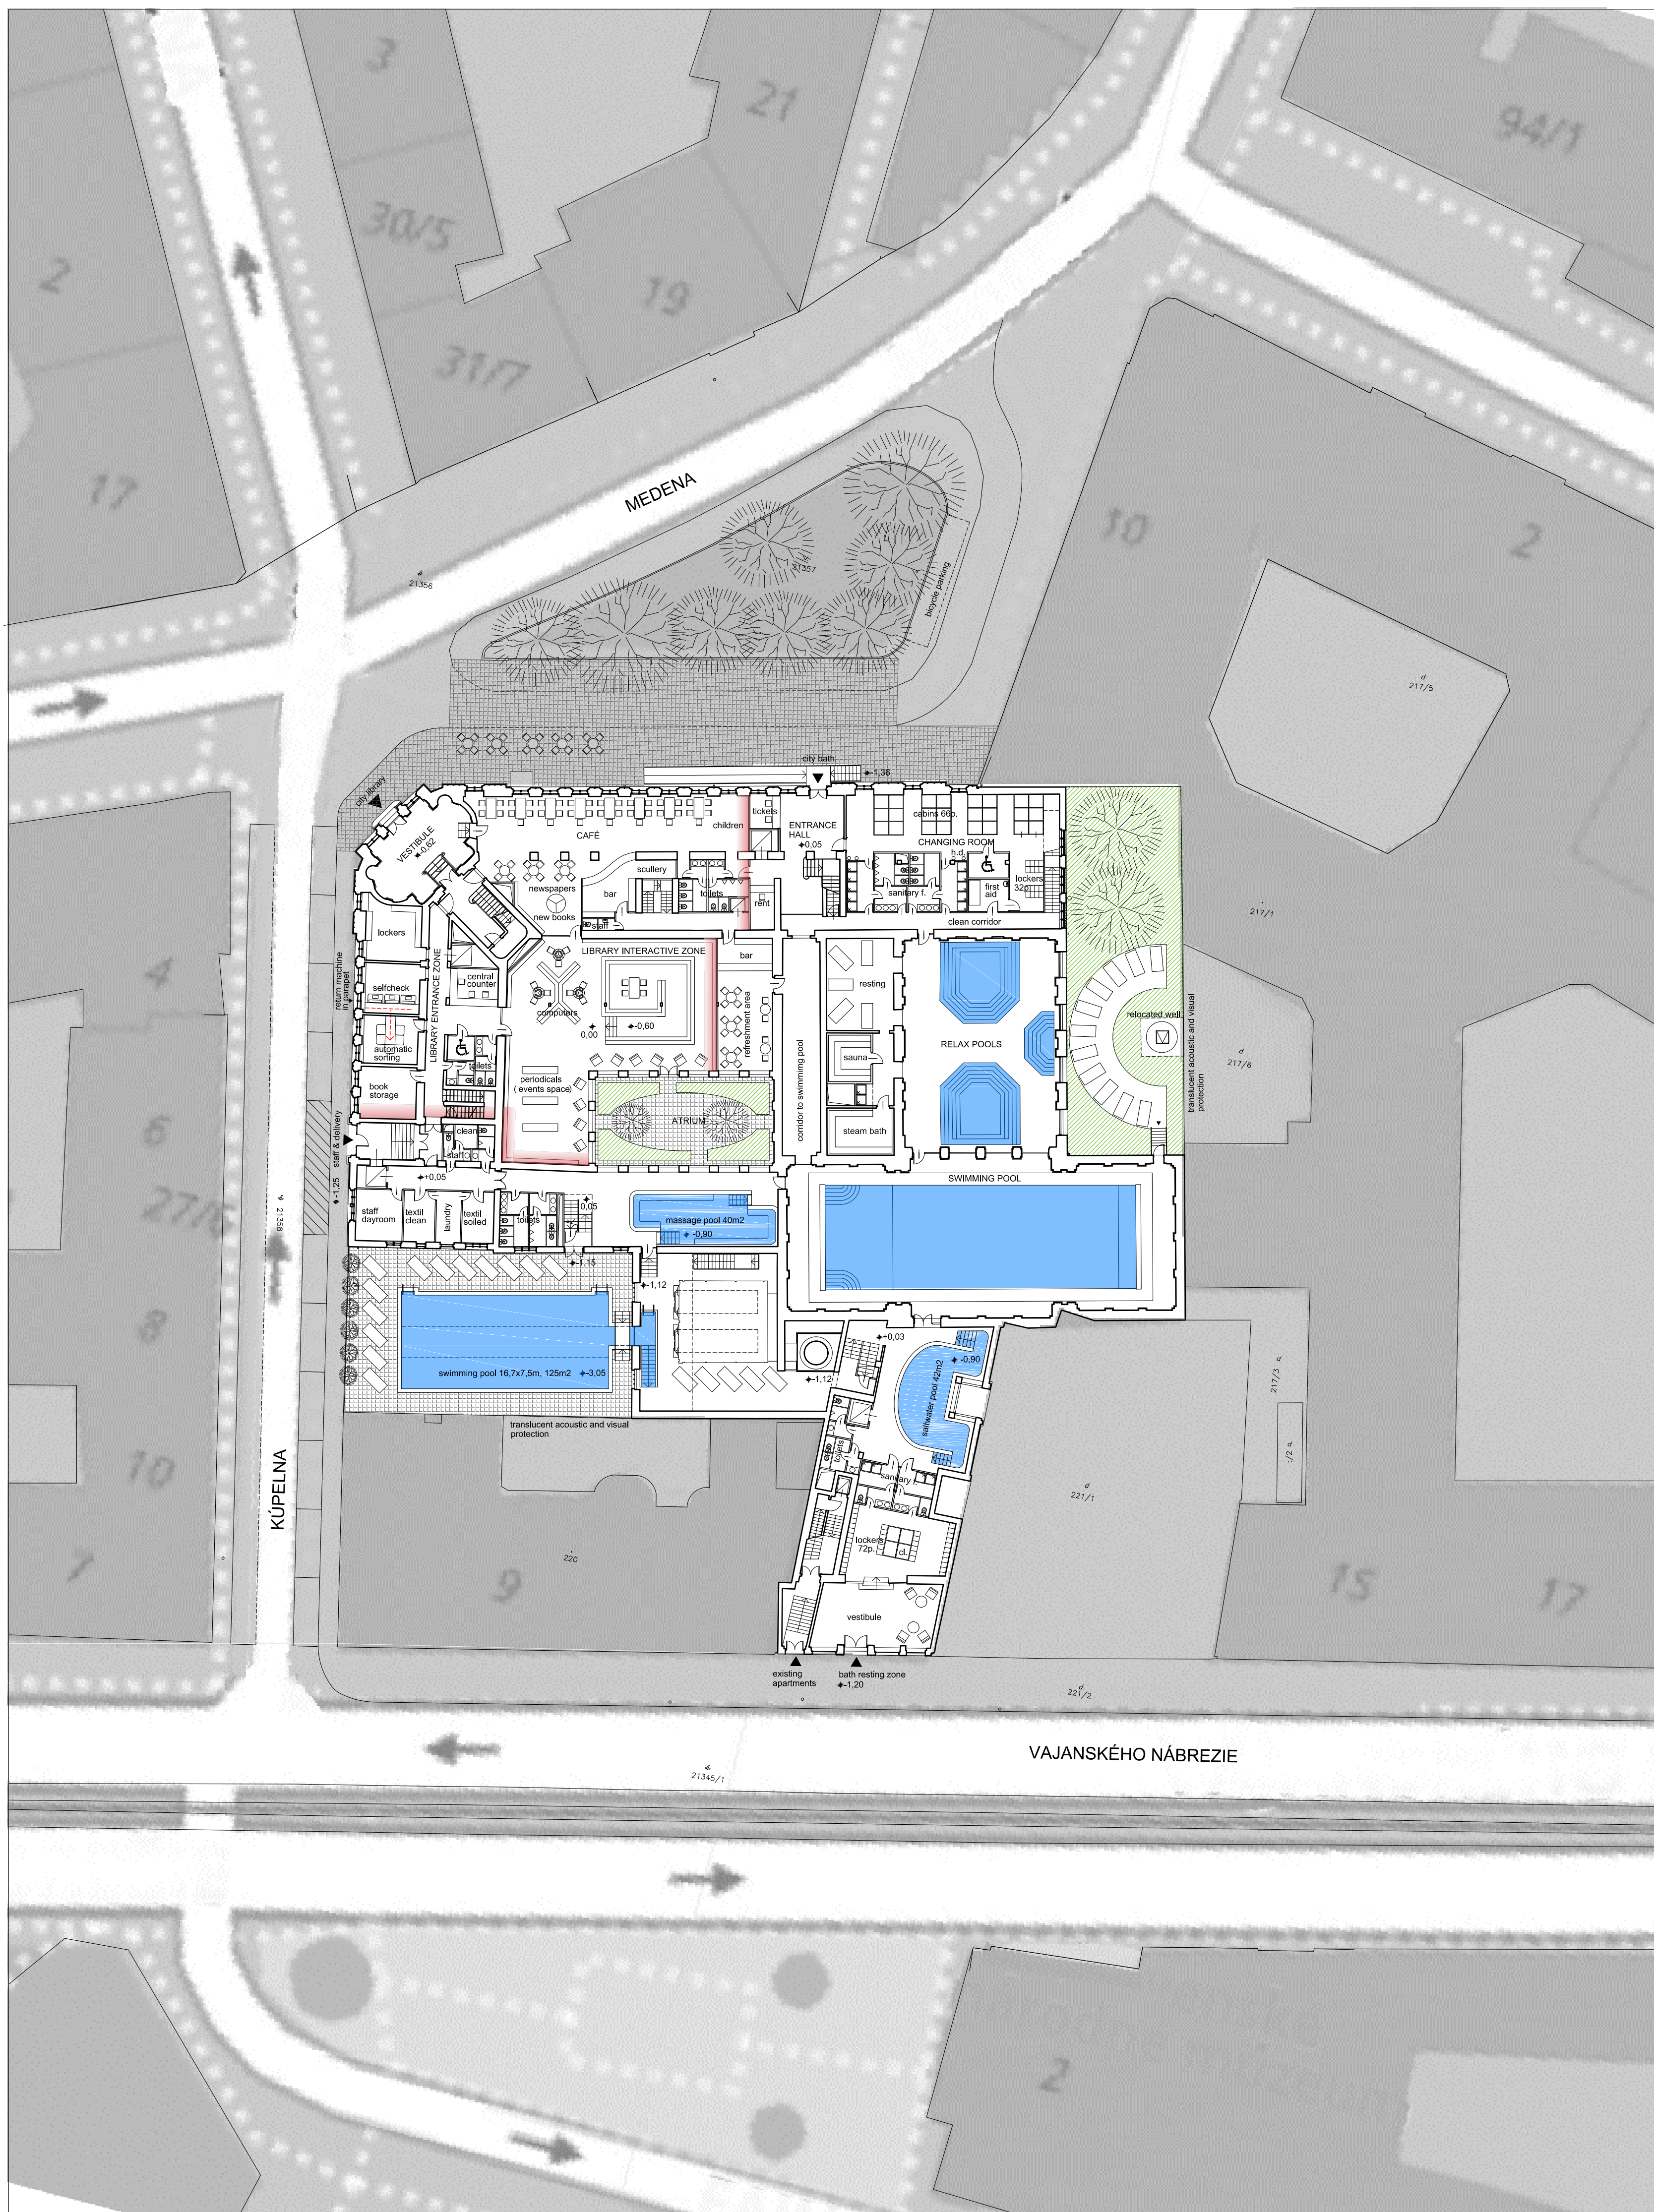 3
21
94/1
30/5
2
19
31/7
17
MEDENA
10
2
21357
21356
bicycle parking
d
217/5
city bath
-1,36
city library
tickets
cabins 66p.
children
ENTRANCE
HALL
+0,05
CAFÉ
VESTIBULE
-0,62
CHANGING ROOM
h.d.
scullery
lockers
32p.
newspapers
bar
toilets
sanitary f.
first
aid
rent
217/1
new books
staff
clean corridor
lockers
LIBRARY INTERACTIVE ZONE
bar
4
central
counter
resting
selfcheck
return machine
in parapet
LIBRARY ENTRANCE ZONE
computers
0,00
-0,60
refreshment area
relocated well
RELAX POOLS
automatic
sorting
sauna
d
217/6
translucent acoustic and visual
protection
toilets
periodicals
( events space)
corridor to swimming pool
book
storage
ATRIUM
6
clean
steam bath
staff & delivery
-1,25
staff
+0,05
SWIMMING POOL
27/6
staff
dayroom
textil
clean
laundry
textil
soiled
toilets
0,05
massage pool 40m2
-0,90
21358
-1,15
-1,12
8
+0,03
-0,90
swimming pool 16,7x7,5m, 125m2
-3,05
-1,12
saltwater pool 42m2
217/3
d
translucent acoustic and visual
protection
10
toilets
sanitary f.
d
221/1
:/2 d
KÚPELNA
lockers
72p.
cl.
7
220
9
15
17
vestibule
existing
apartments
bath resting zone
-1,20
d
221/2
VAJANSKÉHO NÁBREZIE
21345/1
2